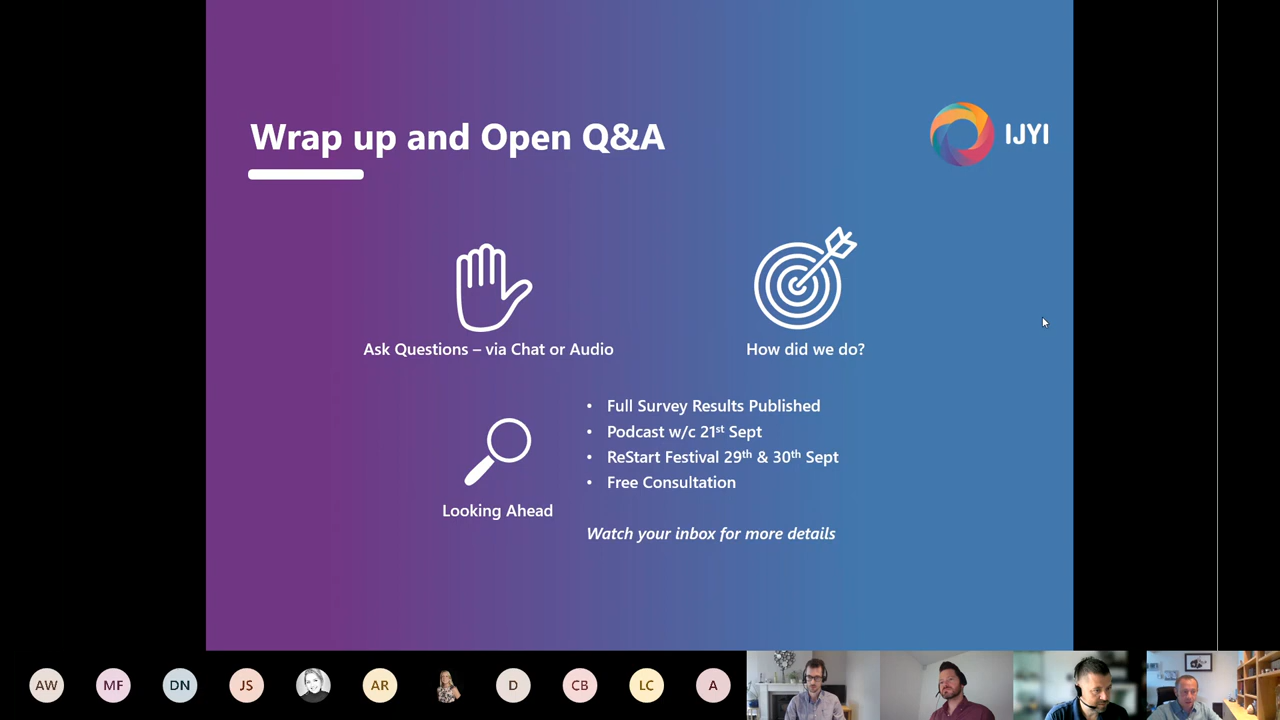 Wrap up and Open Q&A
IJYI
Ask Questions – via Chat or Audio
How did we do?
• Full Survey Results Published
• Podcast w/c 21st Sept
• ReStart Festival 29th & 30th Sept
• Free Consultation
Looking Ahead
Watch your inbox for more details
AW MF DN JS AR D CB LC A